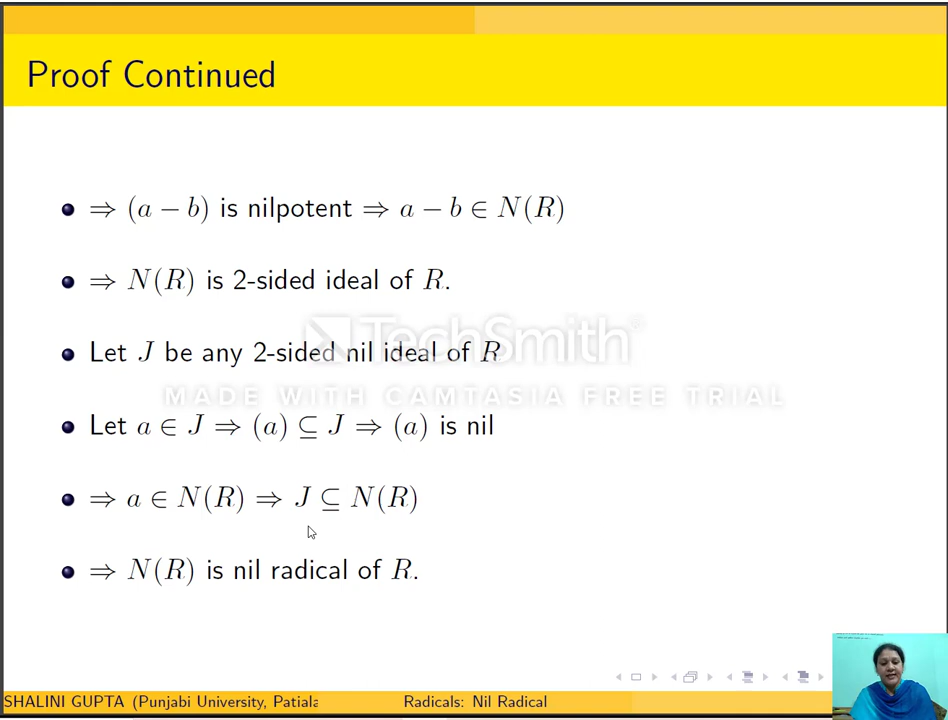 Proof Continued
⇒ (a − b) is nilpotent ⇒ a − b ∈ N(R)
⇒ N(R) is 2-sided ideal of R.
Let J be any 2-sided nil ideal of R
TechSmith®
MADE WITH CAMTASIA FREE TRIAL
Let a ∈ J ⇒ (a) ⊆ J ⇒ (a) is nil
⇒ a ∈ N(R) ⇒ J ⊆ N(R)
⇒ N(R) is nil radical of R.
SHALINI GUPTA (Punjabi University, Patiala
Radicals: Nil Radical